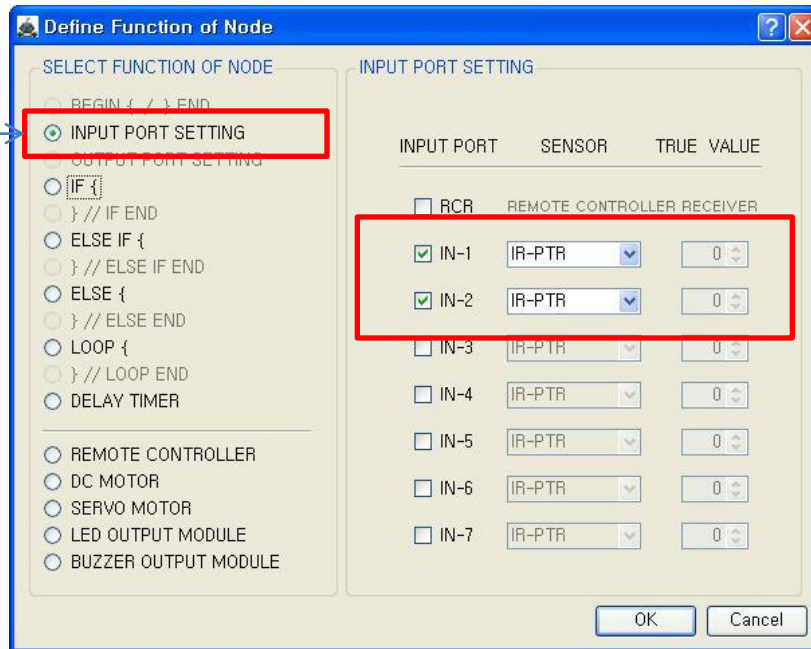 Define Function of Node
SELECT FUNCTION OF NODE
BEGIN { / } END
INPUT PORT SETTING
OUTPUT PORT SETTING
IF {
} // IF END
ELSE IF {
} // ELSE IF END
ELSE {
} // ELSE END
LOOP {
} // LOOP END
DELAY TIMER
REMOTE CONTROLLER
DC MOTOR
SERVO MOTOR
LED OUTPUT MODULE
BUZZER OUTPUT MODULE
INPUT PORT SETTING
INPUT PORT SENSOR TRUE VALUE
RCR REMOTE CONTROLLER RECEIVER
IN-1 IR-PTR 0
IN-2 IR-PTR 0
IN-3 IR-PTR 0
IN-4 IR-PTR 0
IN-5 IR-PTR 0
IN-6 IR-PTR 0
IN-7 IR-PTR 0
OK Cancel